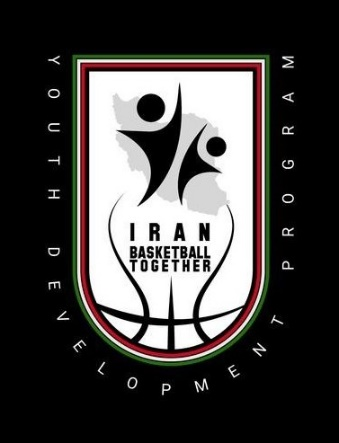 IRAN
BASKETBALL
TOGETHER
YOUTH DEVELOPMENT PROGRAM